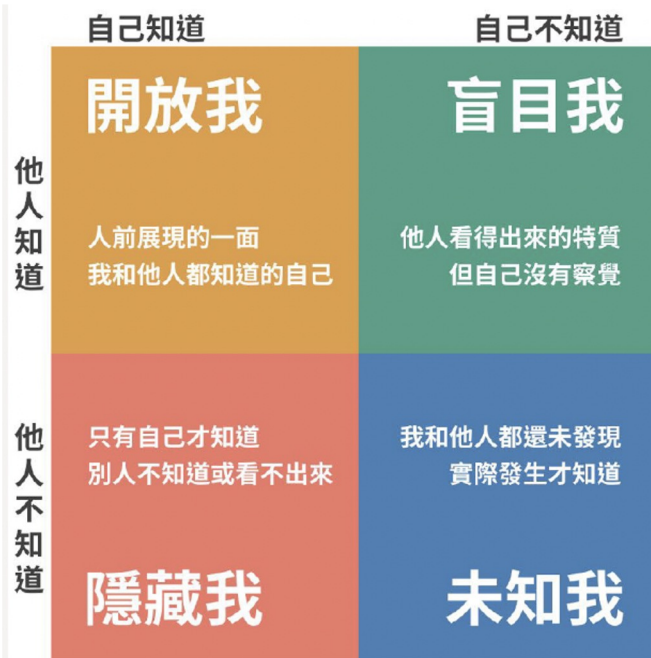 自己知道
自己不知道
他人知道
開放我
盲目我
人前展現的一面
我和他人都知道的自己
他人看得出來的特質
但自己沒有察覺
他人不知道
只有自己才知道
別人不知道或看不出來
我和他人都還未發現
實際發生才知道
隱藏我
未知我